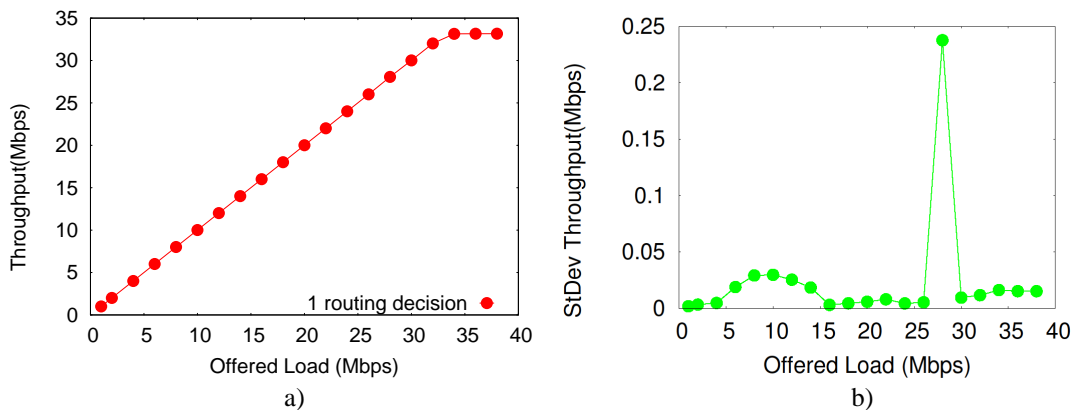 35
30
25
20
15
10
5
0
Throughput(Mbps)
1 routing decision
0 5 10 15 20 25 30 35 40
Offered Load (Mbps)
a)
0.25
0.2
0.15
0.1
0.05
0
StDev Throughput(Mbps)
0 5 10 15 20 25 30 35 40
Offered Load (Mbps)
b)